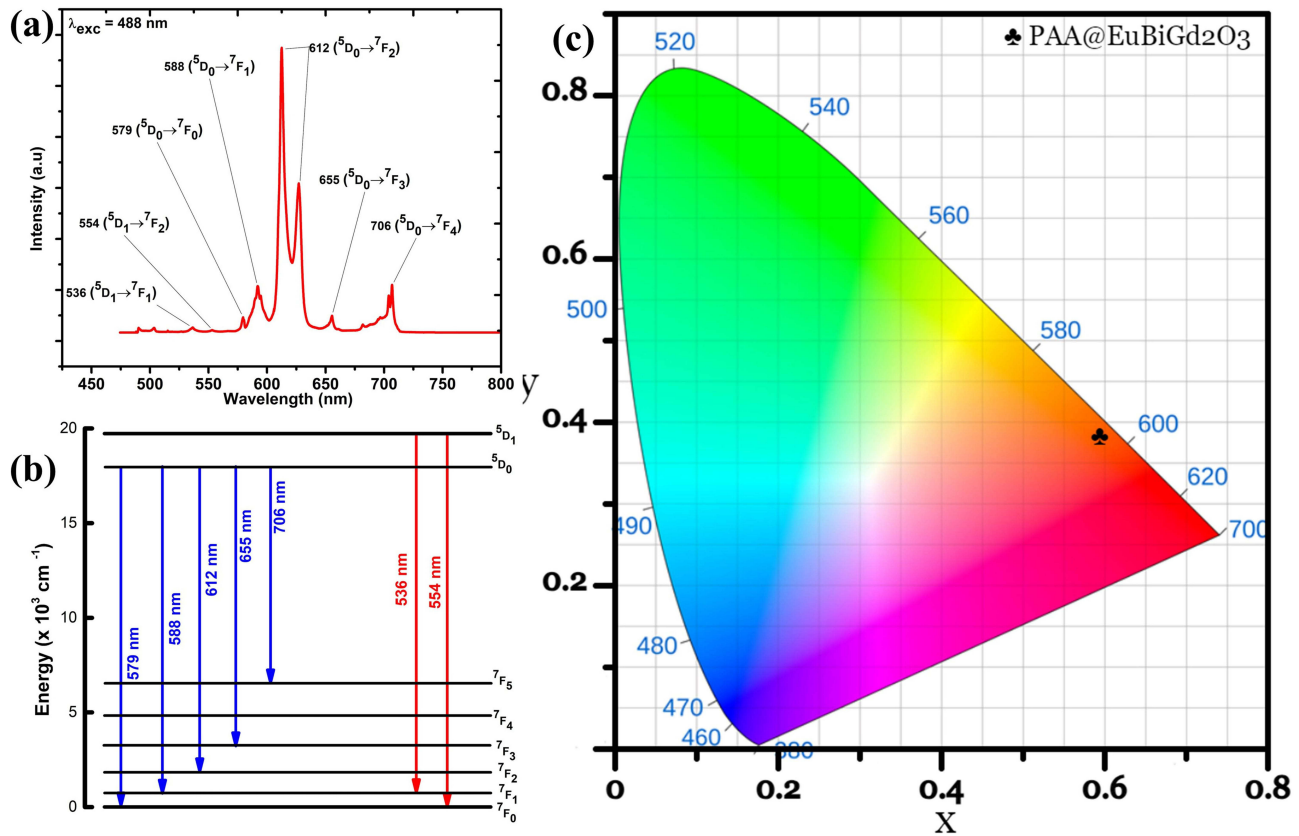 (a)
λexc = 488 nm
612 (⁵D₀→⁷F₂)
588 (⁵D₀→⁷F₁)
579 (⁵D₀→⁷F₀)
655 (⁵D₀→⁷F₃)
554 (⁵D₁→⁷F₂)
706 (⁵D₀→⁷F₄)
536 (⁵D₁→⁷F₁)
Intensity (a.u)
450 500 550 600 650 700 750 800
Wavelength (nm)
(b)
20
15
10
5
0
Energy (x 10³ cm⁻¹)
⁵D₁
⁵D₀
579 nm
588 nm
612 nm
655 nm
706 nm
536 nm
554 nm
⁷F₅
⁷F₄
⁷F₃
⁷F₂
⁷F₁
⁷F₀
(c)
♣ PAA@EuBiGd2O3
520
540
560
580
600
620
700
500
490
480
470
460
380
y
0.8
0.6
0.4
0.2
0 0.2 0.4 0.6 0.8
X